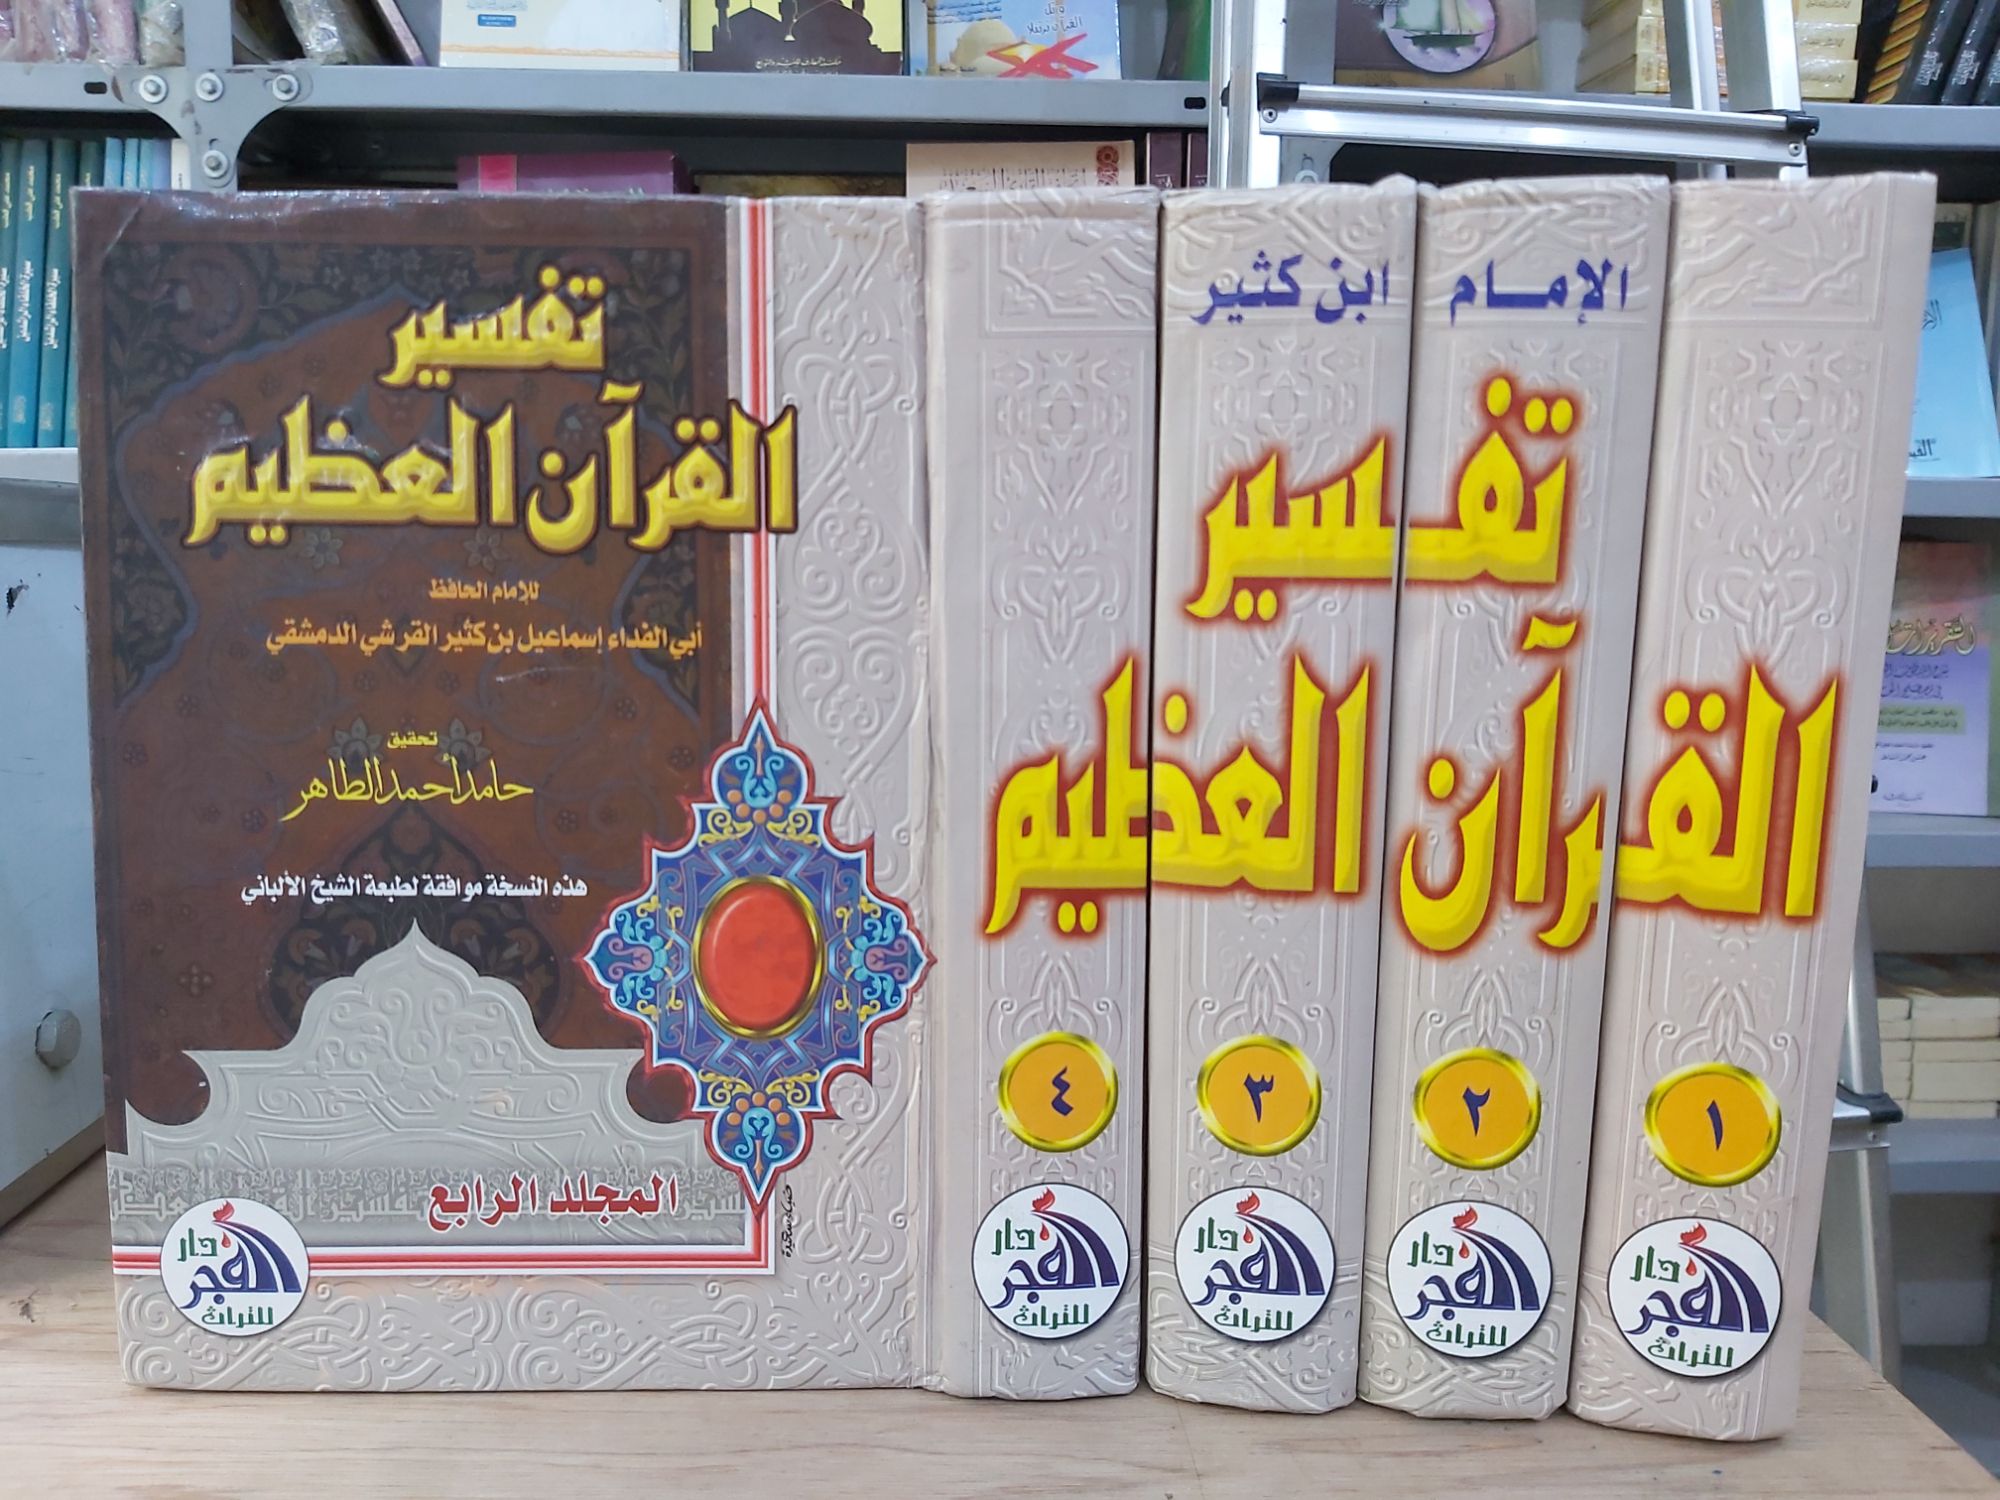 تفسير
القرآن العظيم
للإمام الحافظ
أبي الفداء إسماعيل بن كثير القرشي الدمشقي
تحقيق
حامد أحمد الطاهر
هذه النسخة موافقة لطبعة الشيخ الألباني
المجلد الرابع
دار
الفجر
للتراث
الإمام ابن كثير
تفسير
القرآن العظيم
١ ٢ ٣ ٤
دار
الفجر
للتراث
دار
الفجر
للتراث
دار
الفجر
للتراث
دار
الفجر
للتراث